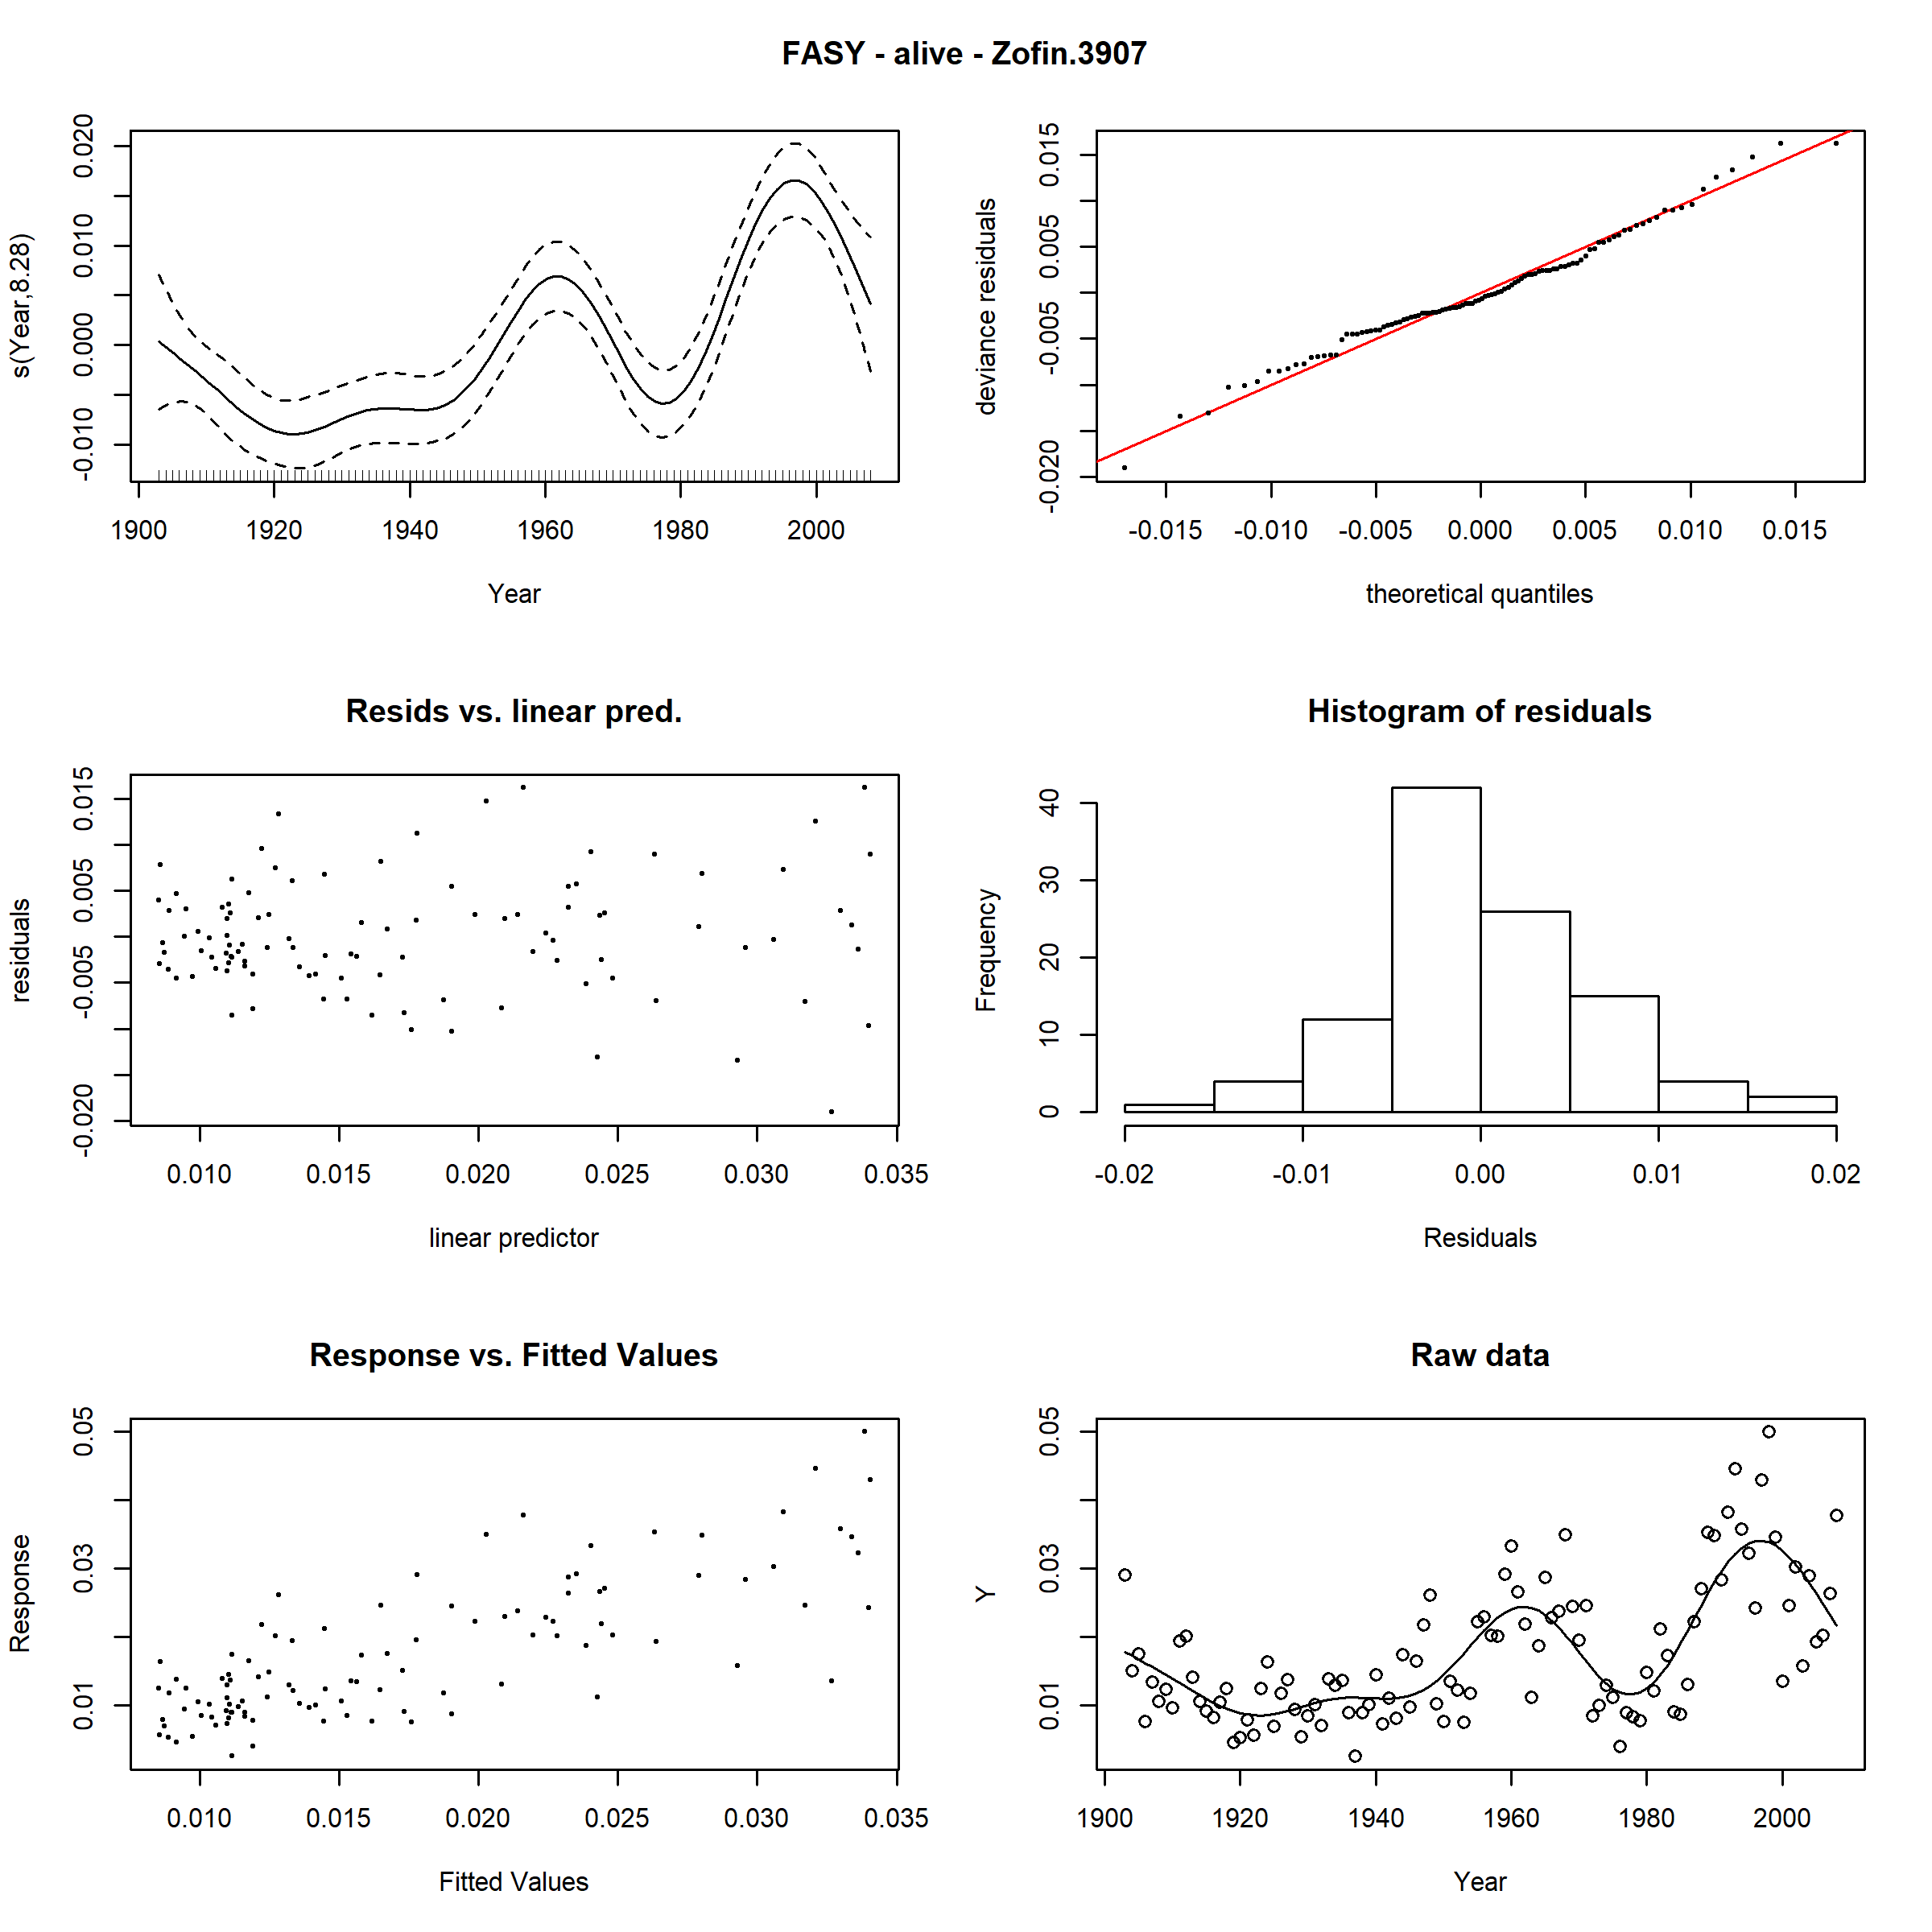 FASY - alive - Zofin.3907
s(Year,8.28)
-0.010 0.000 0.010 0.020
1900 1920 1940 1960 1980 2000
Year
deviance residuals
-0.020 -0.005 0.005 0.015
-0.015 -0.010 -0.005 0.000 0.005 0.010 0.015
theoretical quantiles
Resids vs. linear pred.
residuals
-0.020 -0.005 0.005 0.015
0.010 0.015 0.020 0.025 0.030 0.035
linear predictor
Histogram of residuals
Frequency
0 10 20 30 40
-0.02 -0.01 0.00 0.01 0.02
Residuals
Response vs. Fitted Values
Response
0.01 0.03 0.05
0.010 0.015 0.020 0.025 0.030 0.035
Fitted Values
Raw data
Y
0.01 0.03 0.05
1900 1920 1940 1960 1980 2000
Year